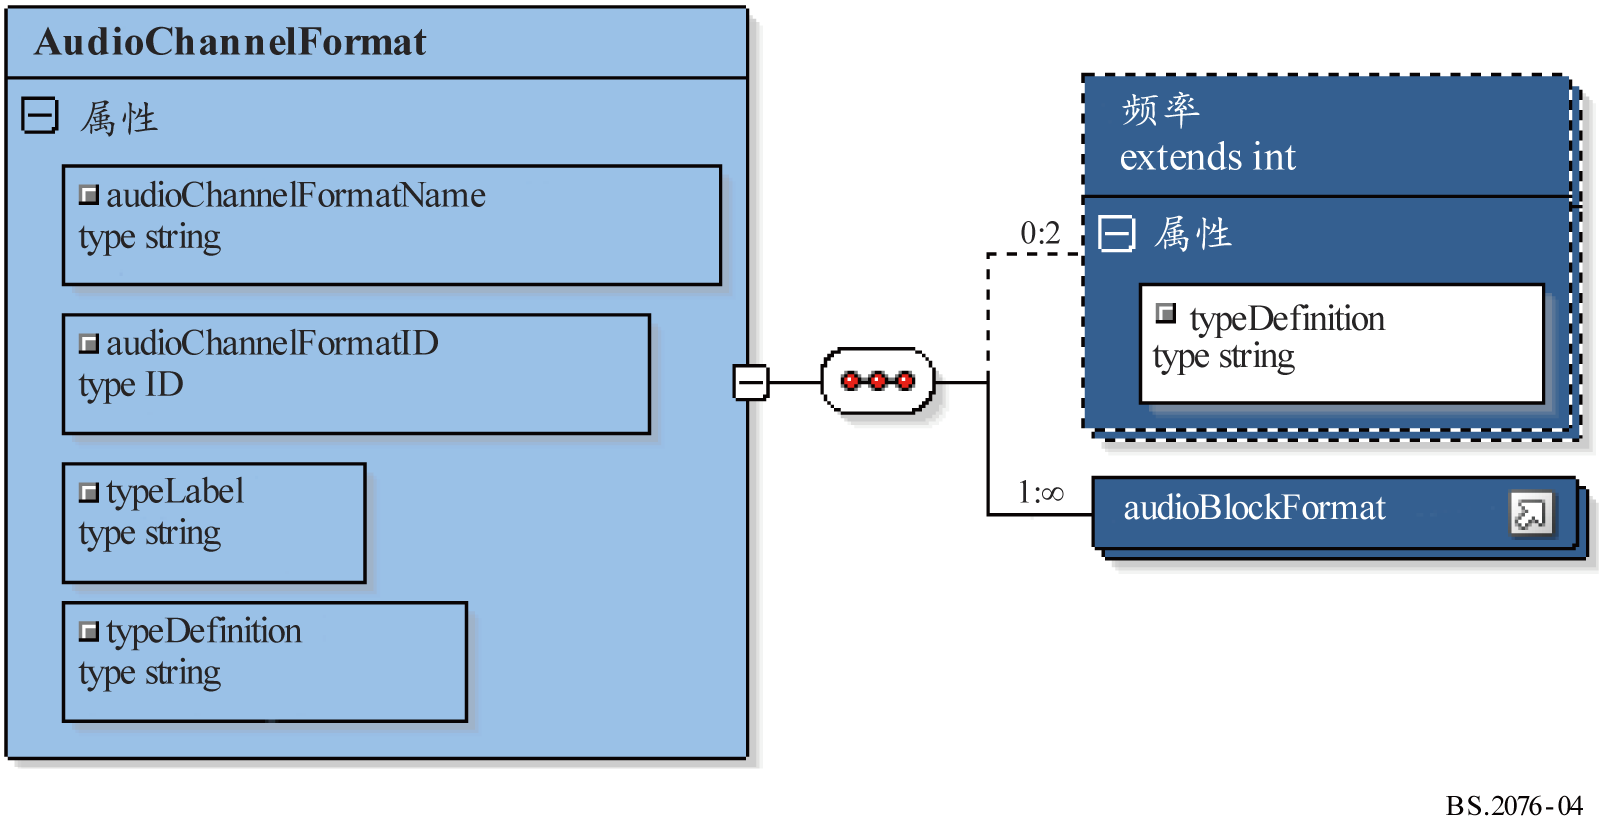 AudioChannelFormat
属性
audioChannelFormatName
type string
audioChannelFormatID
type ID
typeLabel
type string
typeDefinition
type string
0:2
频率
extends int
属性
typeDefinition
type string
1:∞
audioBlockFormat
BS.2076-04